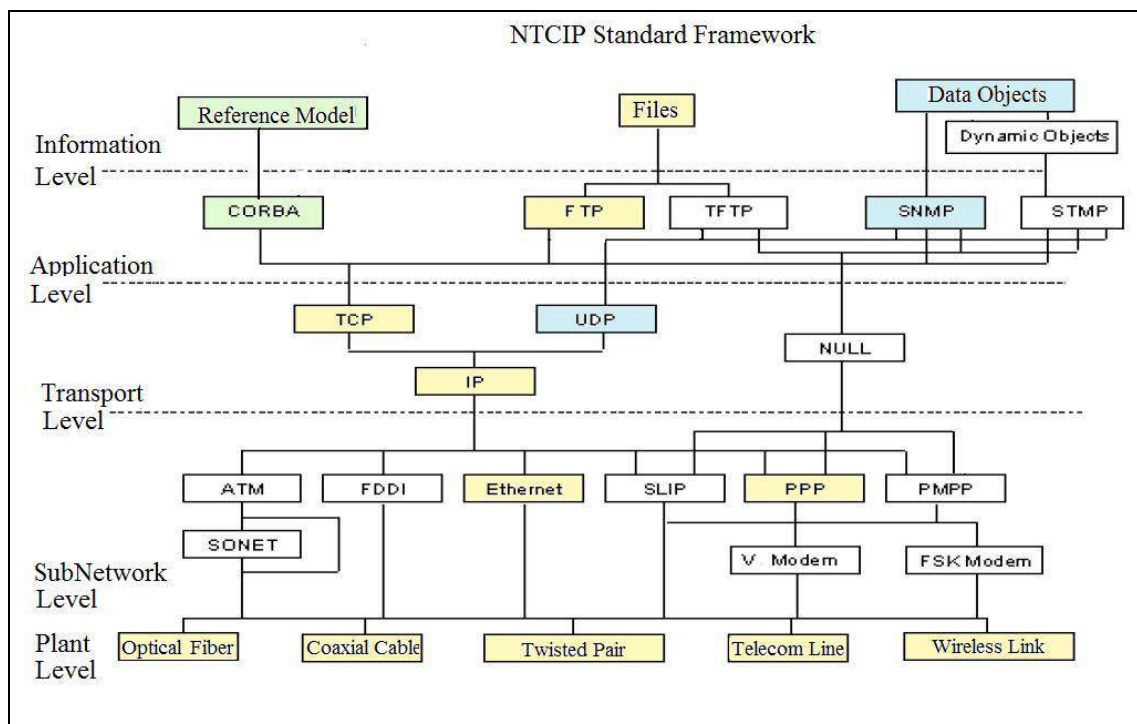 NTCIP Standard Framework
Reference Model
Files
Data Objects
Dynamic Objects
Information
Level
CORBA
FTP
TFTP
SNMP
STMP
Application
Level
TCP
UDP
NULL
IP
Transport
Level
ATM
FDDI
Ethernet
SLIP
PPP
PMPP
SONET
V. Modem
FSK Modem
SubNetwork
Level
Plant
Level
Optical Fiber
Coaxial Cable
Twisted Pair
Telecom Line
Wireless Link